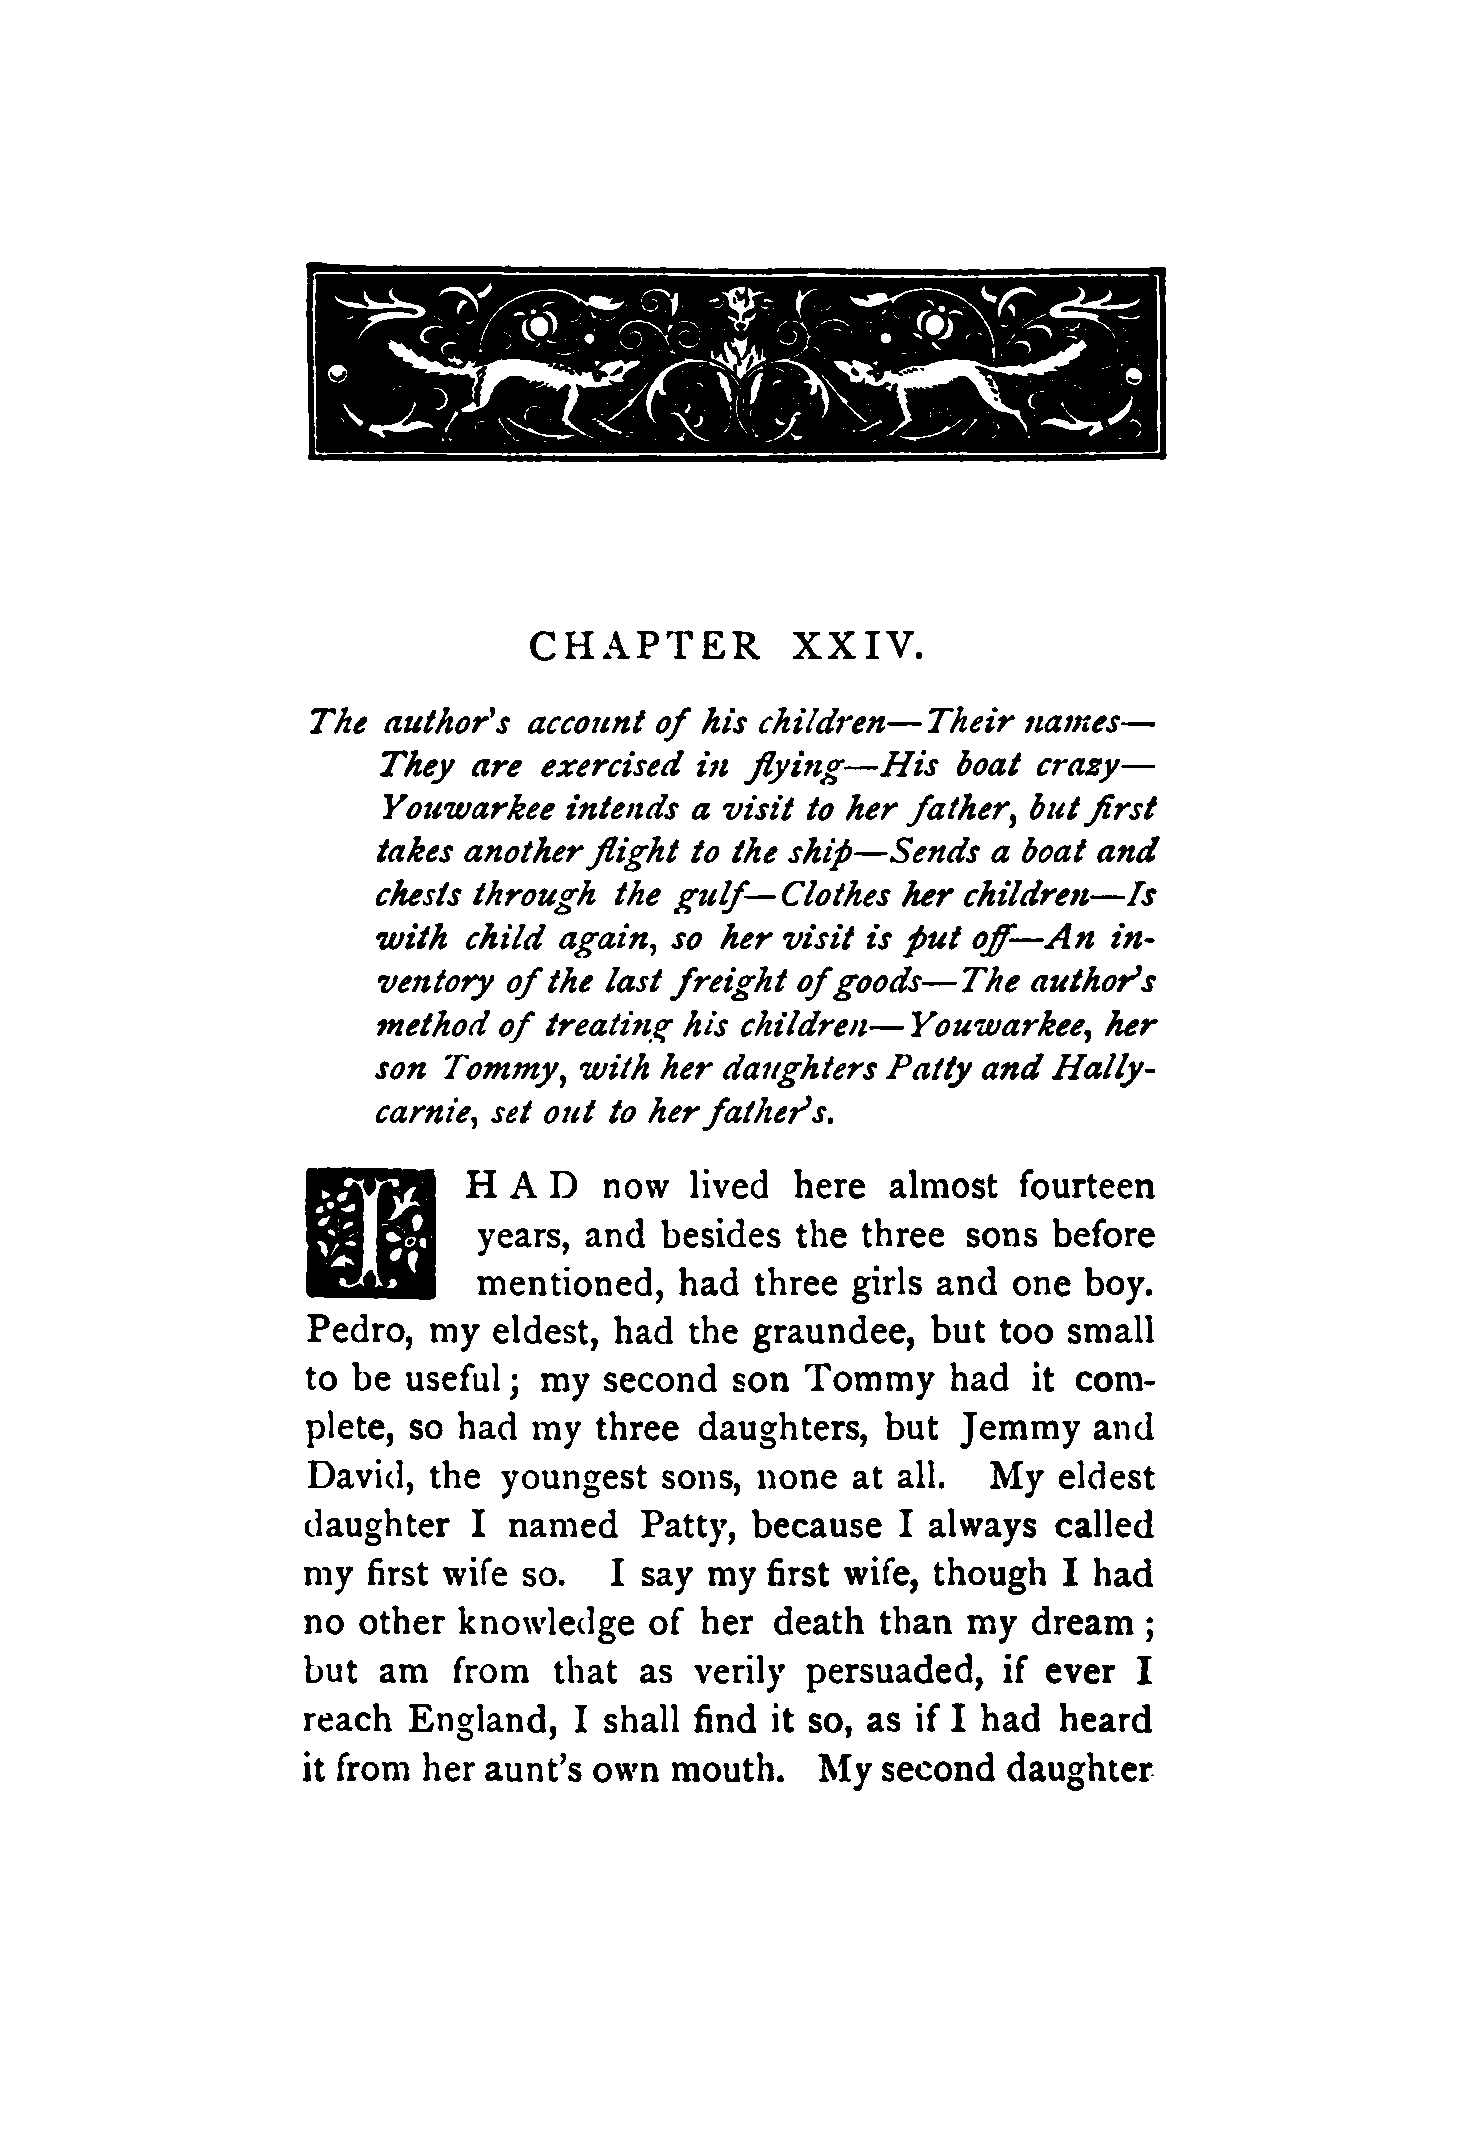 CHAPTER XXIV.
The author's account of his children—Their names—
They are exercised in flying—His boat crazy—
Youwarkee intends a visit to her father, but first
takes another flight to the ship—Sends a boat and
chests through the gulf—Clothes her children—Is
with child again, so her visit is put off—An in-
ventory of the last freight of goods—The author's
method of treating his children—Youwarkee, her
son Tommy, with her daughters Patty and Hally-
carnie, set out to her father's.
I HAD now lived here almost fourteen
years, and besides the three sons before
mentioned, had three girls and one boy.
Pedro, my eldest, had the graundee, but too small
to be useful; my second son Tommy had it com-
plete, so had my three daughters, but Jemmy and
David, the youngest sons, none at all. My eldest
daughter I named Patty, because I always called
my first wife so. I say my first wife, though I had
no other knowledge of her death than my dream;
but am from that as verily persuaded, if ever I
reach England, I shall find it so, as if I had heard
it from her aunt's own mouth. My second daughter